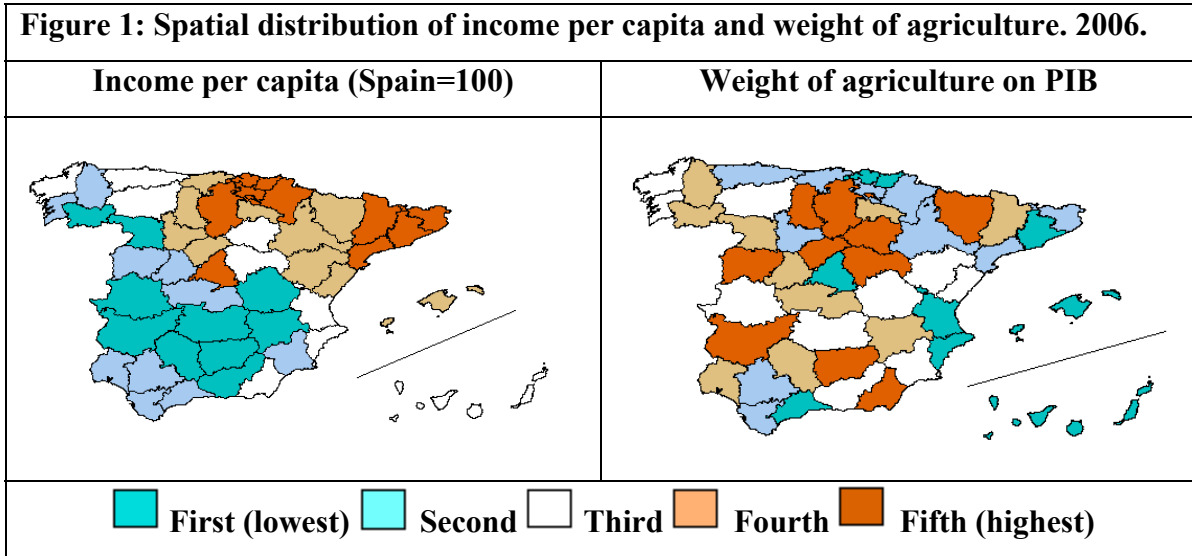 Figure 1: Spatial distribution of income per capita and weight of agriculture. 2006.
Income per capita (Spain=100)
Weight of agriculture on PIB
First (lowest) Second Third Fourth Fifth (highest)